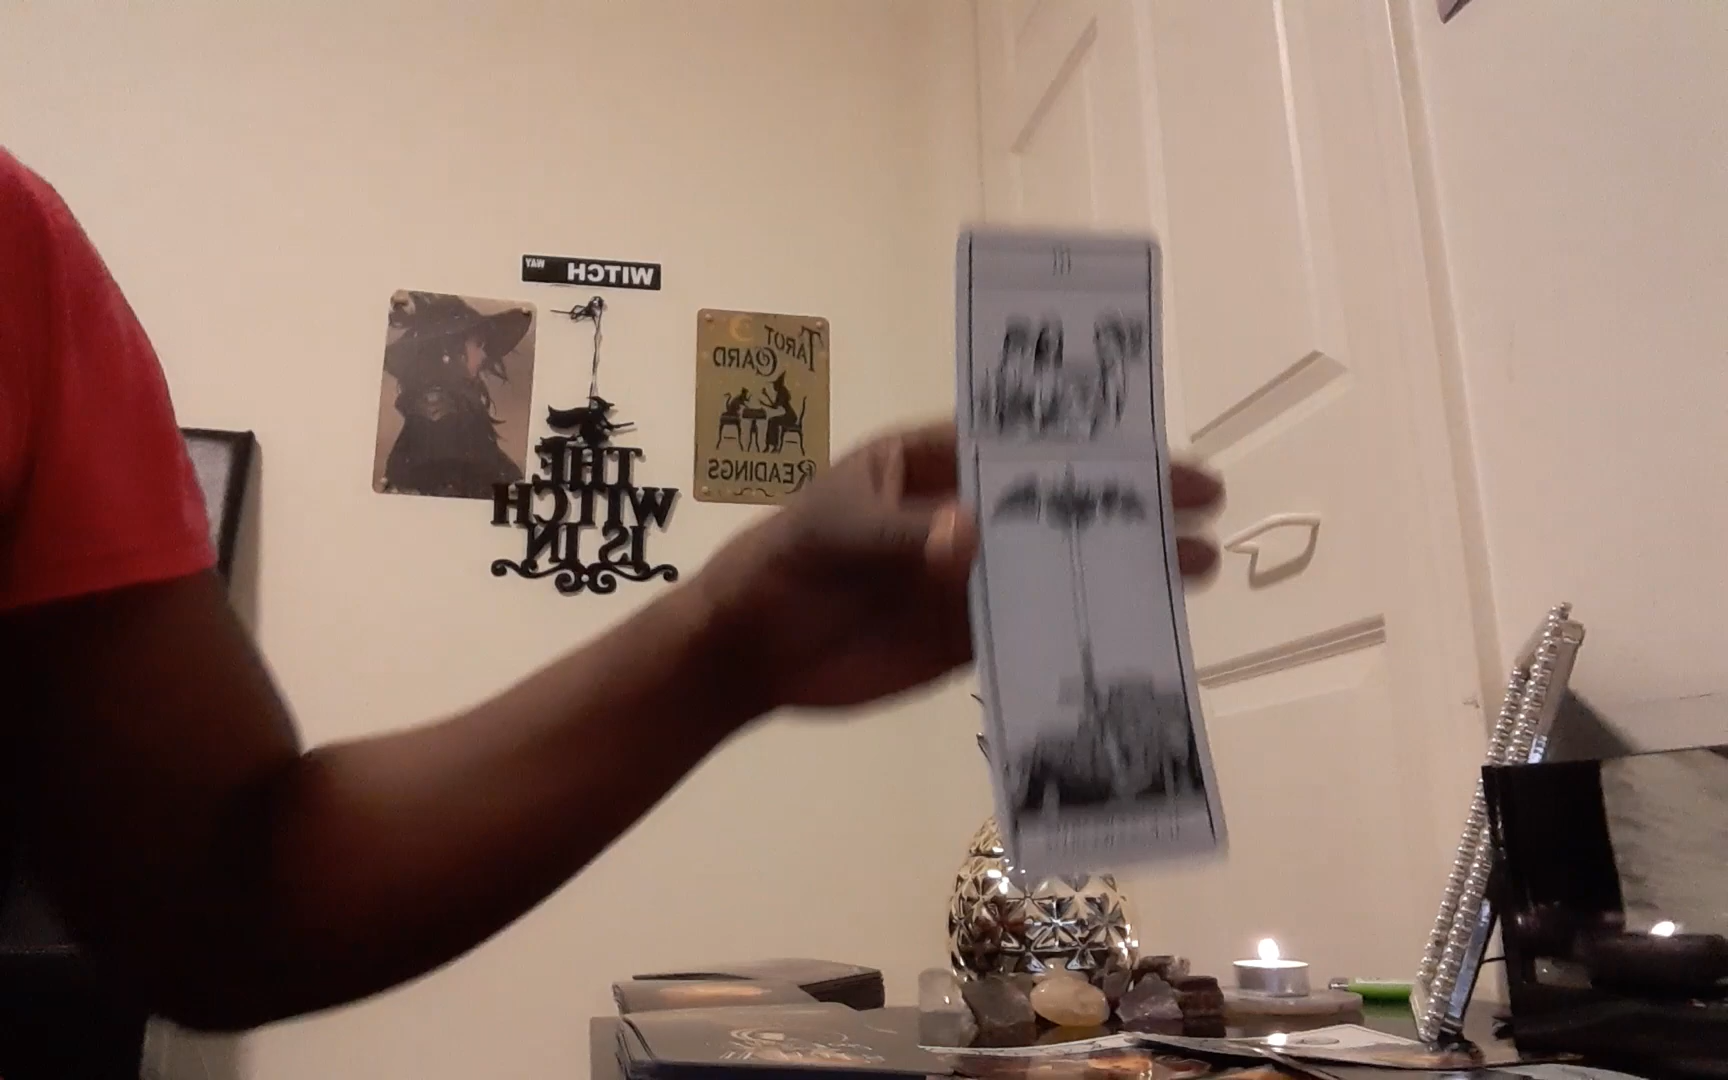 WITCH WAY
THE
WITCH
IS IN
TAROT
CARD
READINGS